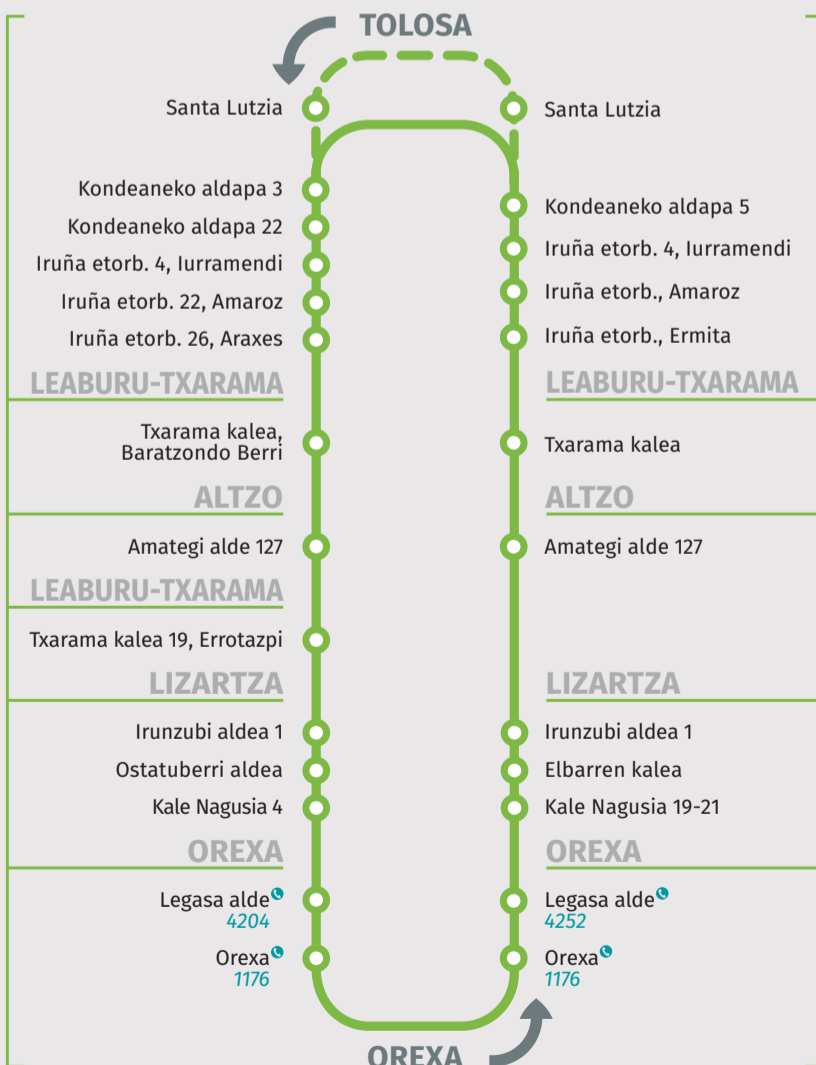 TOLOSA
Santa Lutzia
Kondeaneko aldapa 3
Kondeaneko aldapa 22
Iruña etorb. 4, Iurramendi
Iruña etorb. 22, Amaroz
Iruña etorb. 26, Araxes
LEABURU-TXARAMA
Txarama kalea,
Baratzondo Berri
ALTZO
Amategi alde 127
LEABURU-TXARAMA
Txarama kalea 19, Errotazpi
LIZARTZA
Irunzubi aldea 1
Ostatuberri aldea
Kale Nagusia 4
OREXA
Legasa alde
4204
Orexa
1176
Santa Lutzia
Kondeaneko aldapa 5
Iruña etorb. 4, Iurramendi
Iruña etorb., Amaroz
Iruña etorb., Ermita
LEABURU-TXARAMA
Txarama kalea
ALTZO
Amategi alde 127
LIZARTZA
Irunzubi aldea 1
Elbarren kalea
Kale Nagusia 19-21
OREXA
Legasa alde
4252
Orexa
1176
OREXA